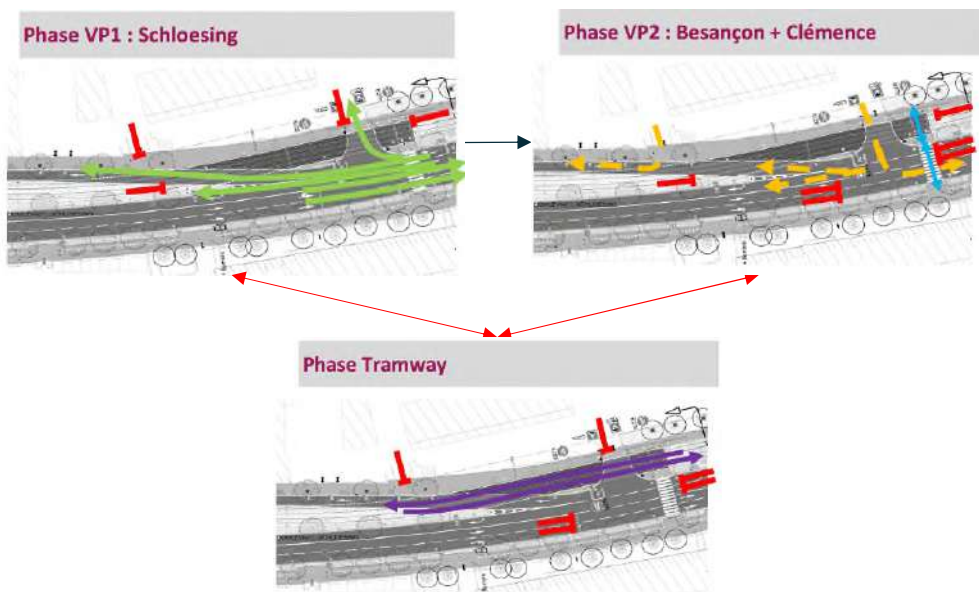 Phase VP1 : Schloesing
Phase VP2 : Besançon + Clémence
Phase Tramway